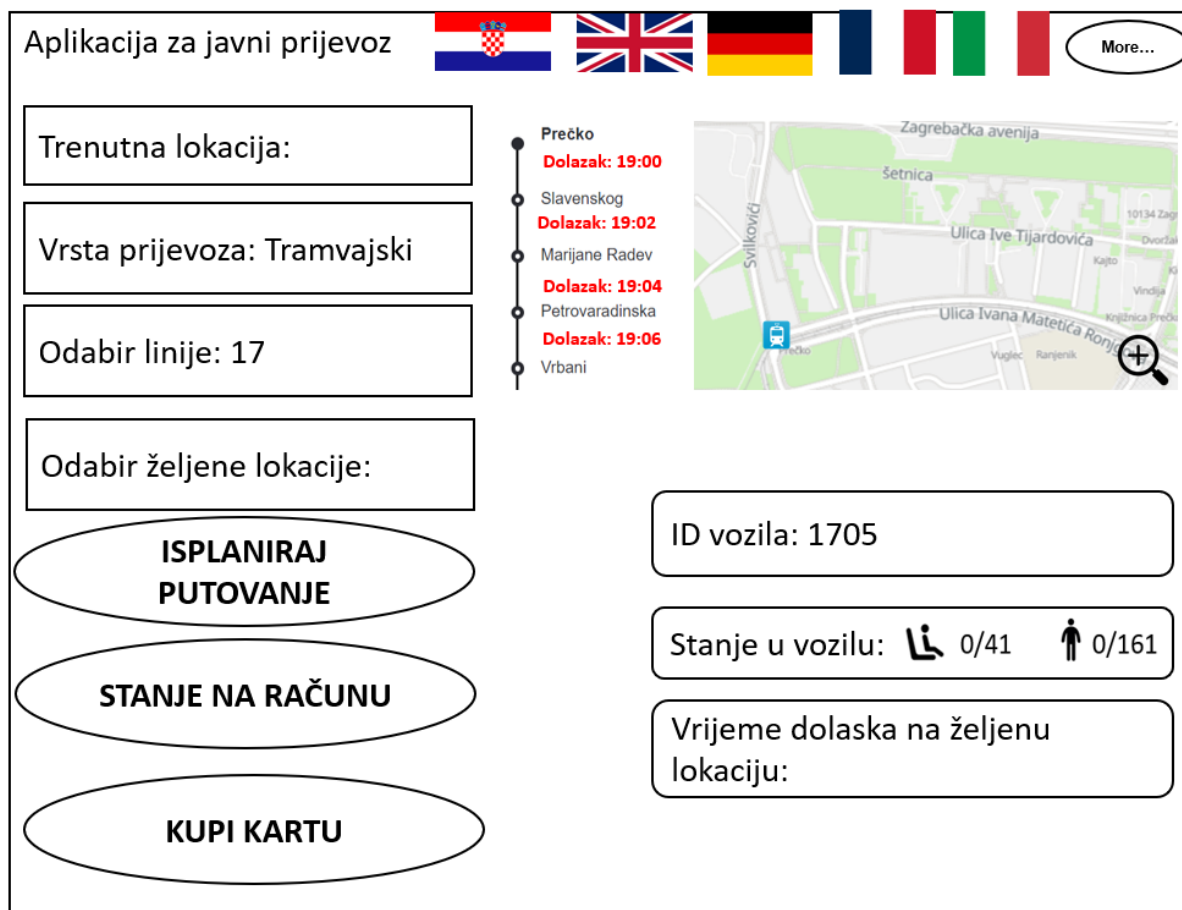 Aplikacija za javni prijevoz
More...
Trenutna lokacija:
Vrsta prijevoza: Tramvajski
Odabir linije: 17
Odabir željene lokacije:
ISPLANIRAJ
PUTOVANJE
STANJE NA RAČUNU
KUPI KARTU
Prečko
Dolazak: 19:00
Slavenskog
Dolazak: 19:02
Marijane Radev
Dolazak: 19:04
Petrovaradinska
Dolazak: 19:06
Vrbani
Zagrebačka avenija
šetnica
10134 Zagr
Svilkovići
Ulica Ive Tijardovića
Dvořák
Kajto
Vindija
Ulica Ivana Matetića Ronjgova
Knjižnica Prečko
Prečko
Vuglec
Ranjenik
ID vozila: 1705
Stanje u vozilu: 0/41 0/161
Vrijeme dolaska na željenu
lokaciju: